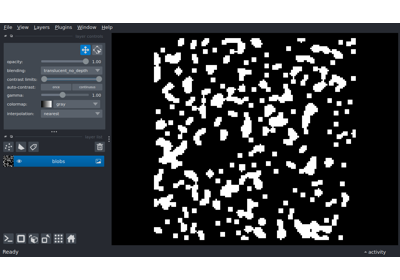 File View Layers Plugins Window Help
opacity: 1.00
blending: translucent_no_depth
contrast limits:
auto-contrast: once continuous
gamma: 1.00
colormap: gray
interpolation: nearest
blobs
Ready activity